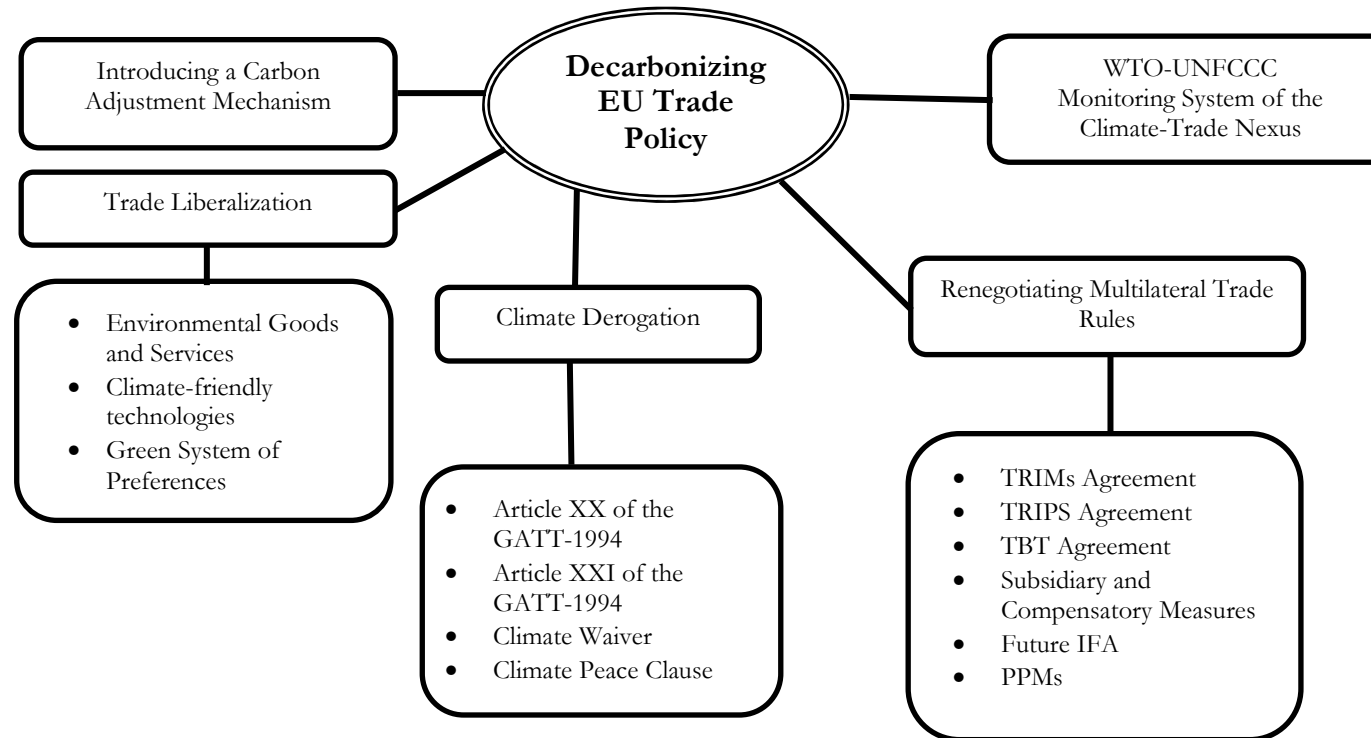 Decarbonizing
EU Trade
Policy
Introducing a Carbon
Adjustment Mechanism
WTO-UNFCCC
Monitoring System of the
Climate-Trade Nexus
Trade Liberalization
• Environmental Goods
and Services
• Climate-friendly
technologies
• Green System of
Preferences
Climate Derogation
• Article XX of the
GATT-1994
• Article XXI of the
GATT-1994
• Climate Waiver
• Climate Peace Clause
Renegotiating Multilateral Trade
Rules
• TRIMs Agreement
• TRIPS Agreement
• TBT Agreement
• Subsidiary and
Compensatory Measures
• Future IFA
• PPMs